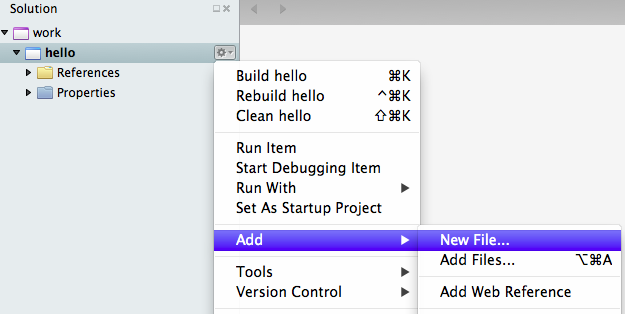 Solution
work
hello
References
Properties
Build hello ⌘K
Rebuild hello ^⌘K
Clean hello ⇧⌘K
Run Item
Start Debugging Item
Run With
Set As Startup Project
Add
New File...
Add Files... ⌥⌘A
Tools
Version Control
Add Web Reference